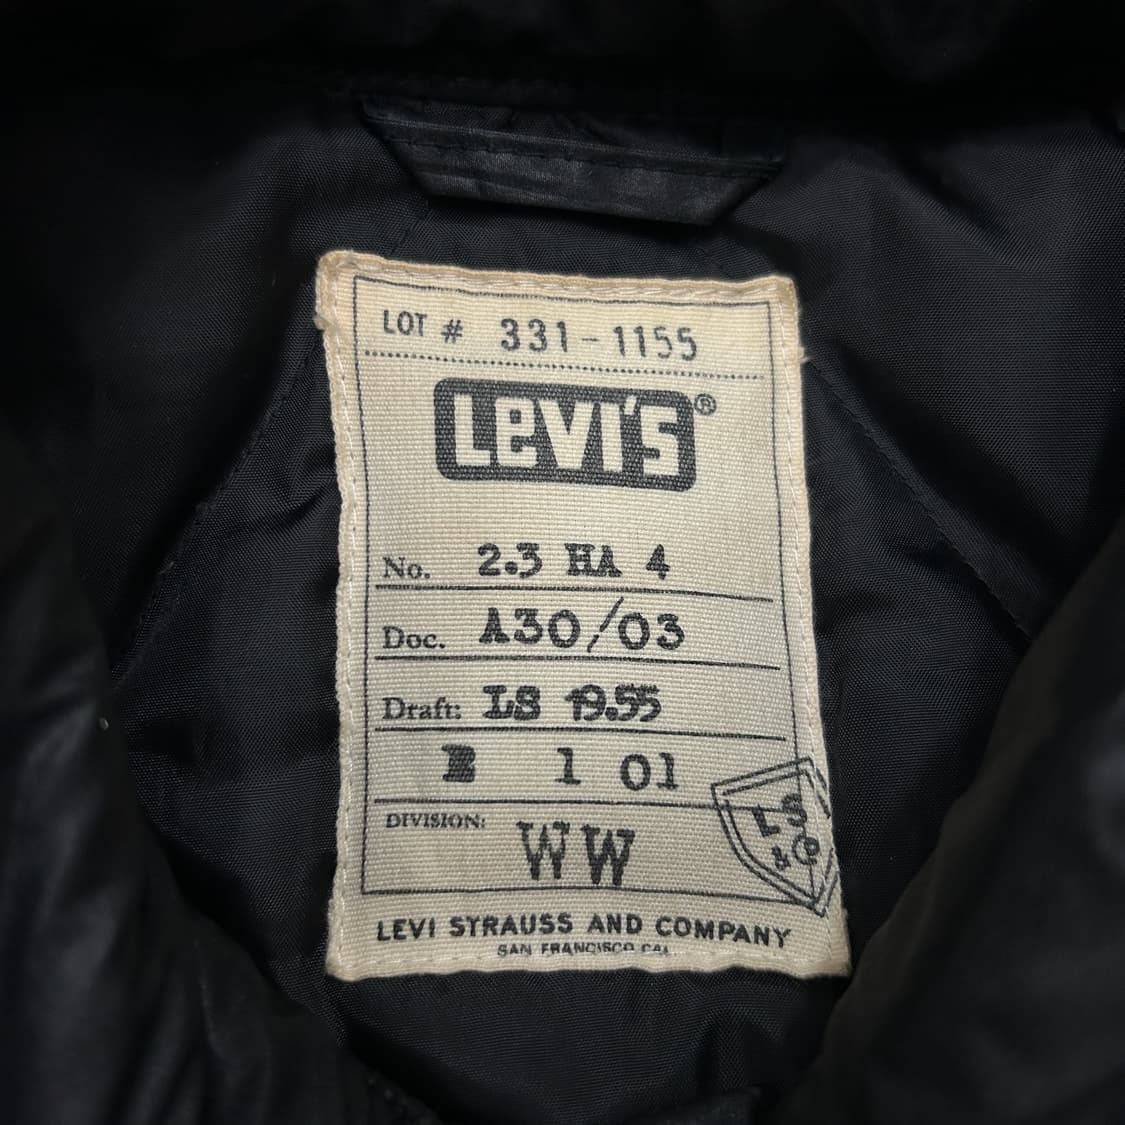 LOT # 331-1155
LEVI'S®
No. 2.3 HA 4
Doc. A30/03
Draft: LS 19.55
1 01
DIVISION: WW
LS
&
LEVI STRAUSS AND COMPANY
SAN FRANCISCO CAL